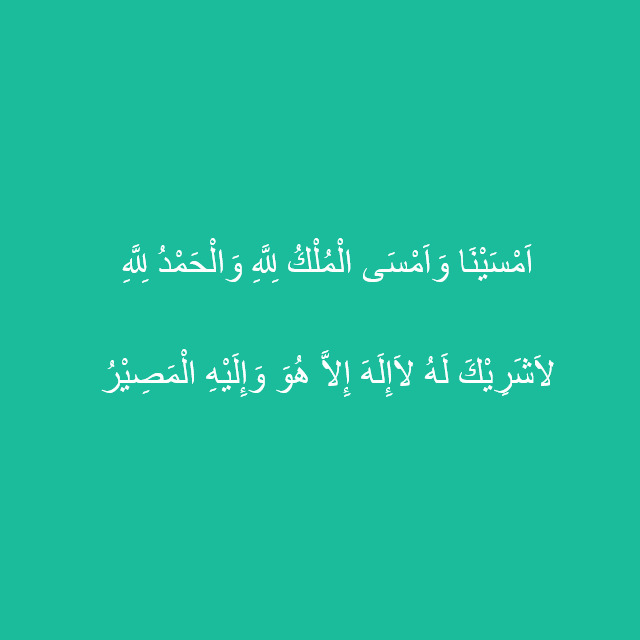 اَمْسَيْنَا وَاَمْسَى الْمُلْكُ لِلَّهِ وَالْحَمْدُ لِلَّهِ
لاَشَرِيْكَ لَهُ لاَإِلَهَ إِلاَّ هُوَ وَإِلَيْهِ الْمَصِيْرُ